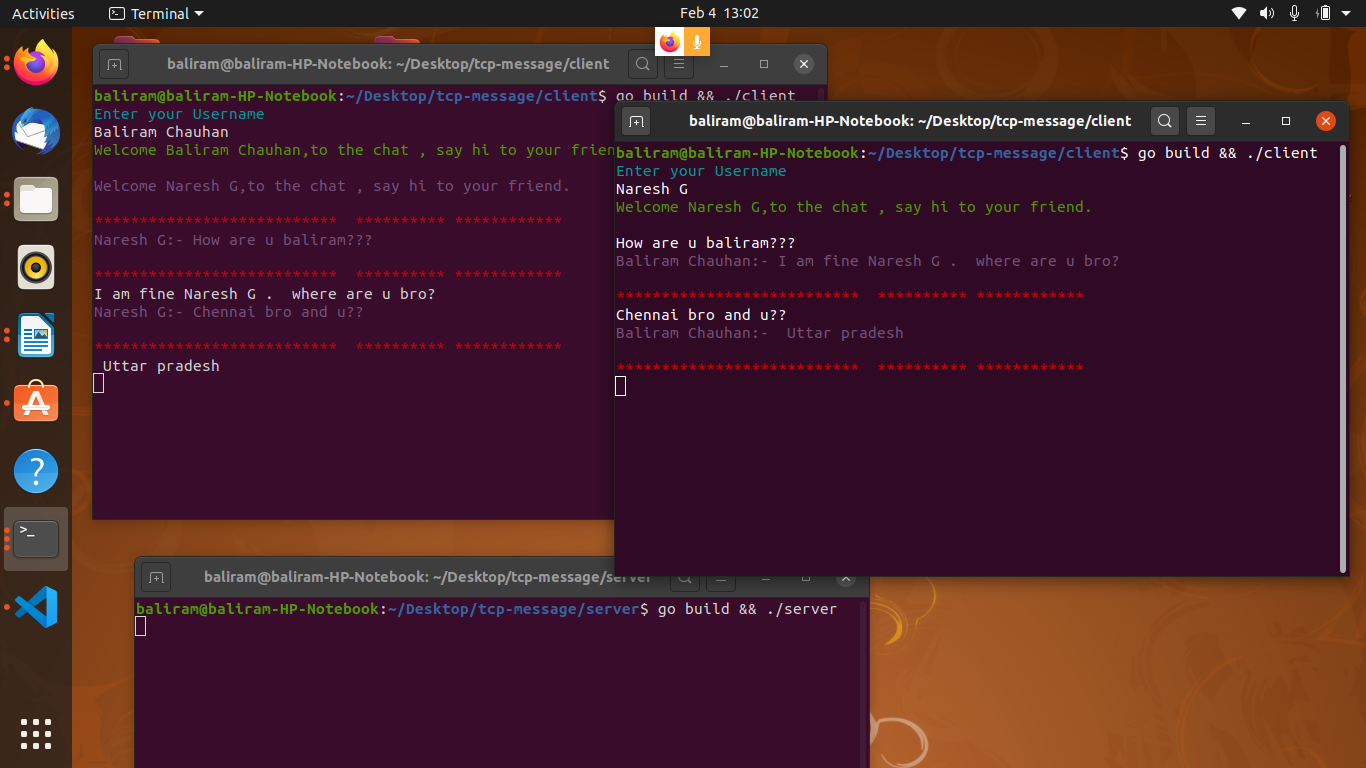 Activities
Terminal
Feb 4 13:02
baliram@baliram-HP-Notebook: ~/Desktop/tcp-message/client
baliram@baliram-HP-Notebook:~/Desktop/tcp-message/client$ go build && ./client
Enter your Username
Baliram Chauhan
Welcome Baliram Chauhan,to the chat , say hi to your frien
Welcome Naresh G,to the chat , say hi to your friend.
*************************** ********** ************
Naresh G:- How are u baliram???
*************************** ********** ************
I am fine Naresh G .  where are u bro?
Naresh G:- Chennai bro and u??
*************************** ********** ************
Uttar pradesh
baliram@baliram-HP-Notebook: ~/Desktop/tcp-message/client
baliram@baliram-HP-Notebook:~/Desktop/tcp-message/client$ go build && ./client
Enter your Username
Naresh G
Welcome Naresh G,to the chat , say hi to your friend.
How are u baliram???
Baliram Chauhan:- I am fine Naresh G .  where are u bro?
*************************** ********** ************
Chennai bro and u??
Baliram Chauhan:-  Uttar pradesh
*************************** ********** ************
baliram@baliram-HP-Notebook: ~/Desktop/tcp-message/server
baliram@baliram-HP-Notebook:~/Desktop/tcp-message/server$ go build && ./server